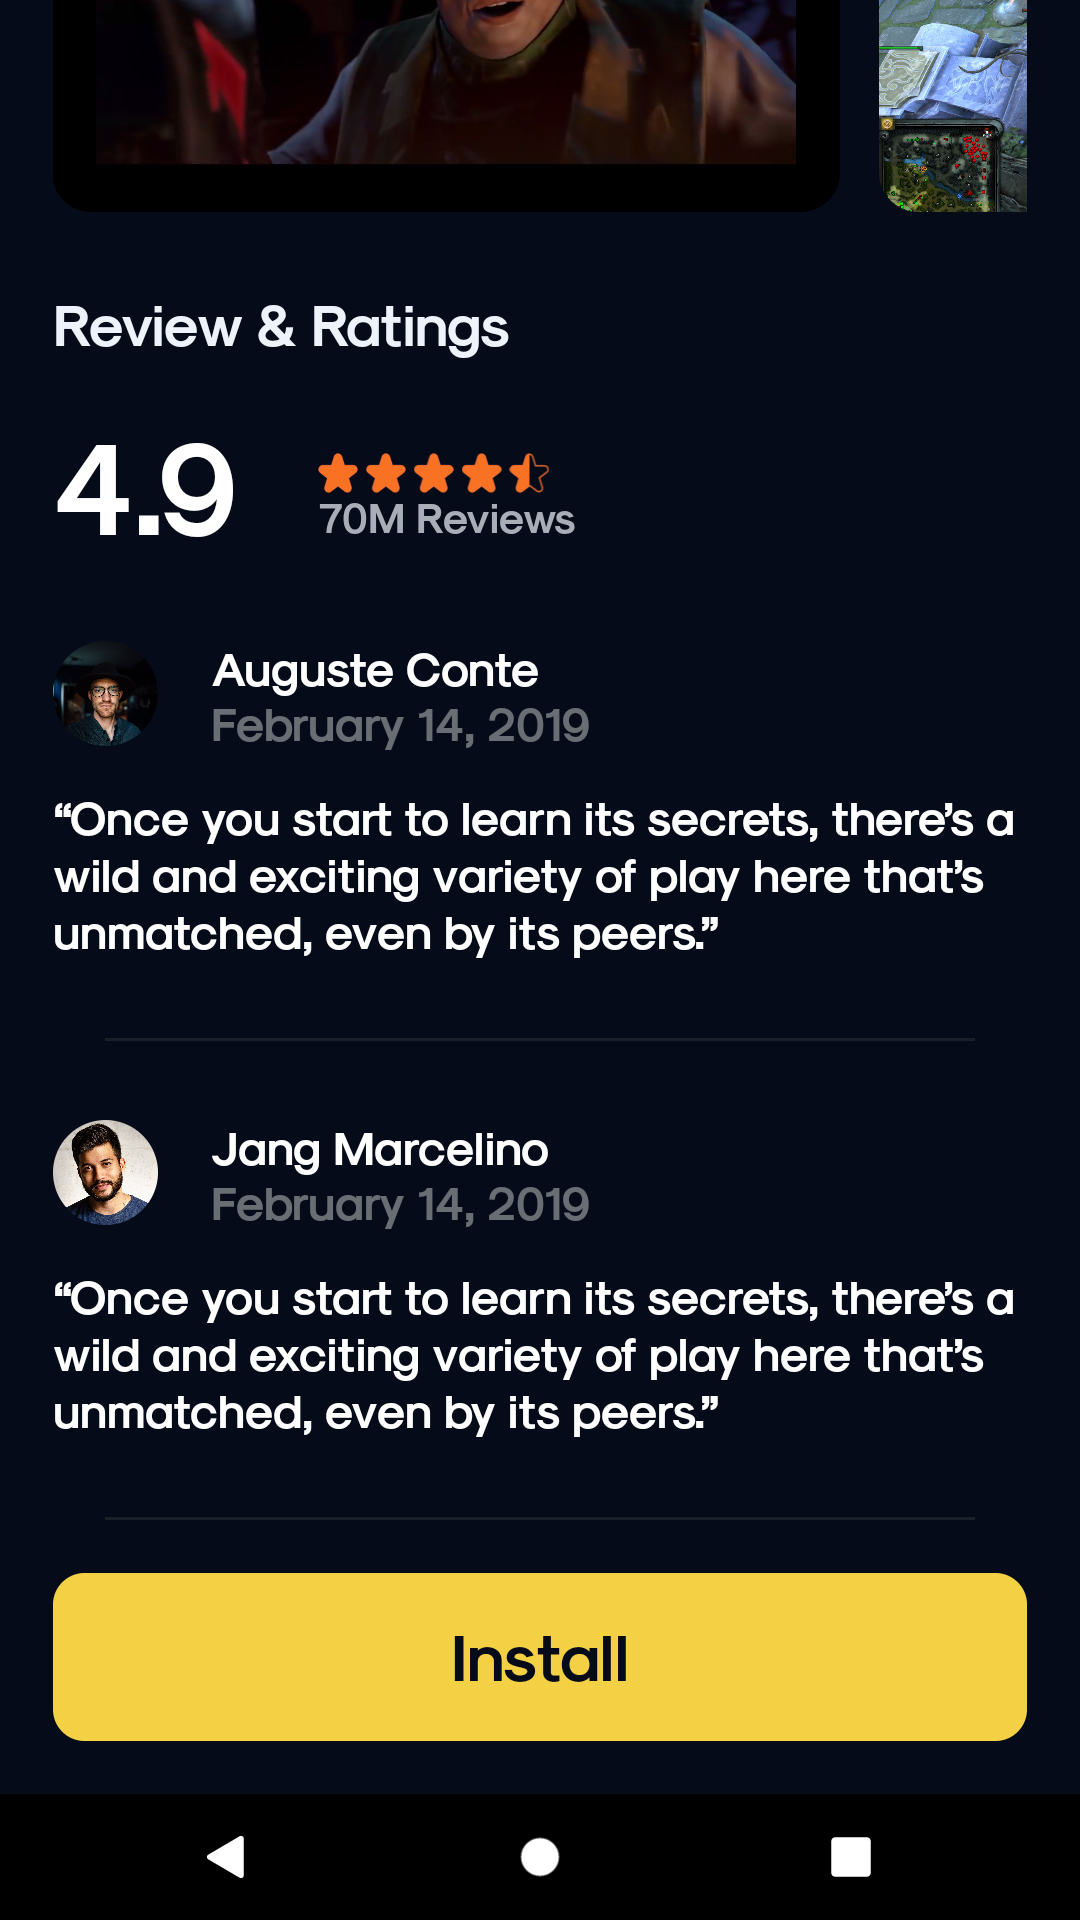 Review & Ratings
4.9
70M Reviews
Auguste Conte
February 14, 2019
“Once you start to learn its secrets, there’s a
wild and exciting variety of play here that’s
unmatched, even by its peers.”
Jang Marcelino
February 14, 2019
“Once you start to learn its secrets, there’s a
wild and exciting variety of play here that’s
unmatched, even by its peers.”
Install